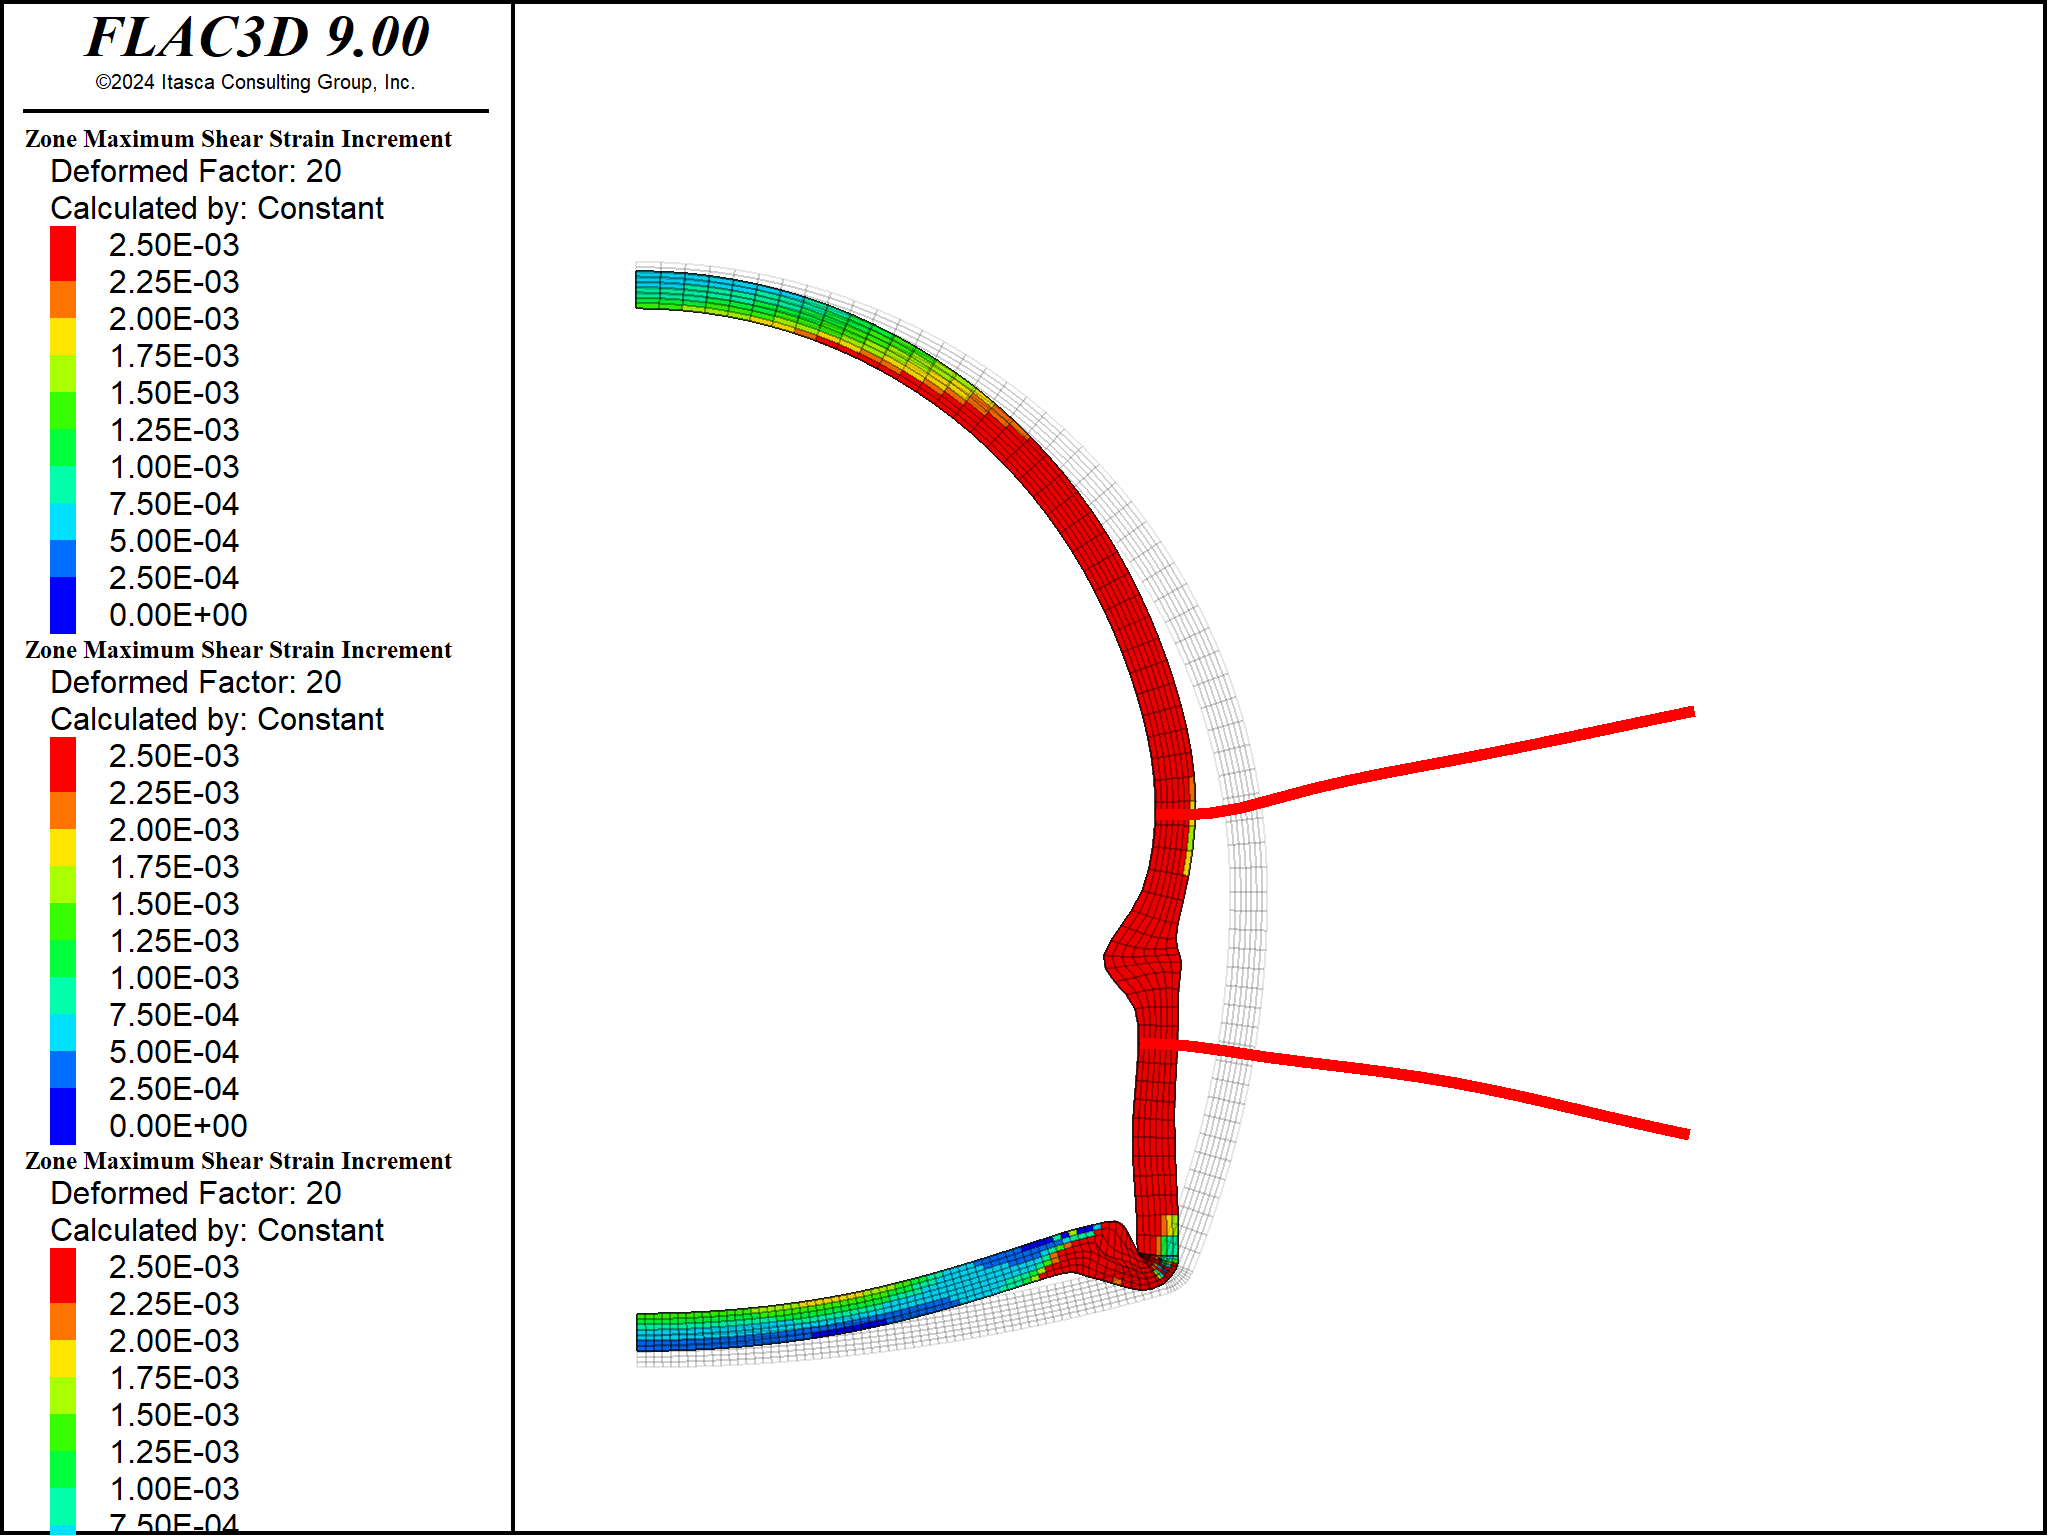 FLAC3D 9.00
©2024 Itasca Consulting Group, Inc.
Zone Maximum Shear Strain Increment
Deformed Factor: 20
Calculated by: Constant
2.50E-03
2.25E-03
2.00E-03
1.75E-03
1.50E-03
1.25E-03
1.00E-03
7.50E-04
5.00E-04
2.50E-04
0.00E+00
Zone Maximum Shear Strain Increment
Deformed Factor: 20
Calculated by: Constant
2.50E-03
2.25E-03
2.00E-03
1.75E-03
1.50E-03
1.25E-03
1.00E-03
7.50E-04
5.00E-04
2.50E-04
0.00E+00
Zone Maximum Shear Strain Increment
Deformed Factor: 20
Calculated by: Constant
2.50E-03
2.25E-03
2.00E-03
1.75E-03
1.50E-03
1.25E-03
1.00E-03
7.50E-04